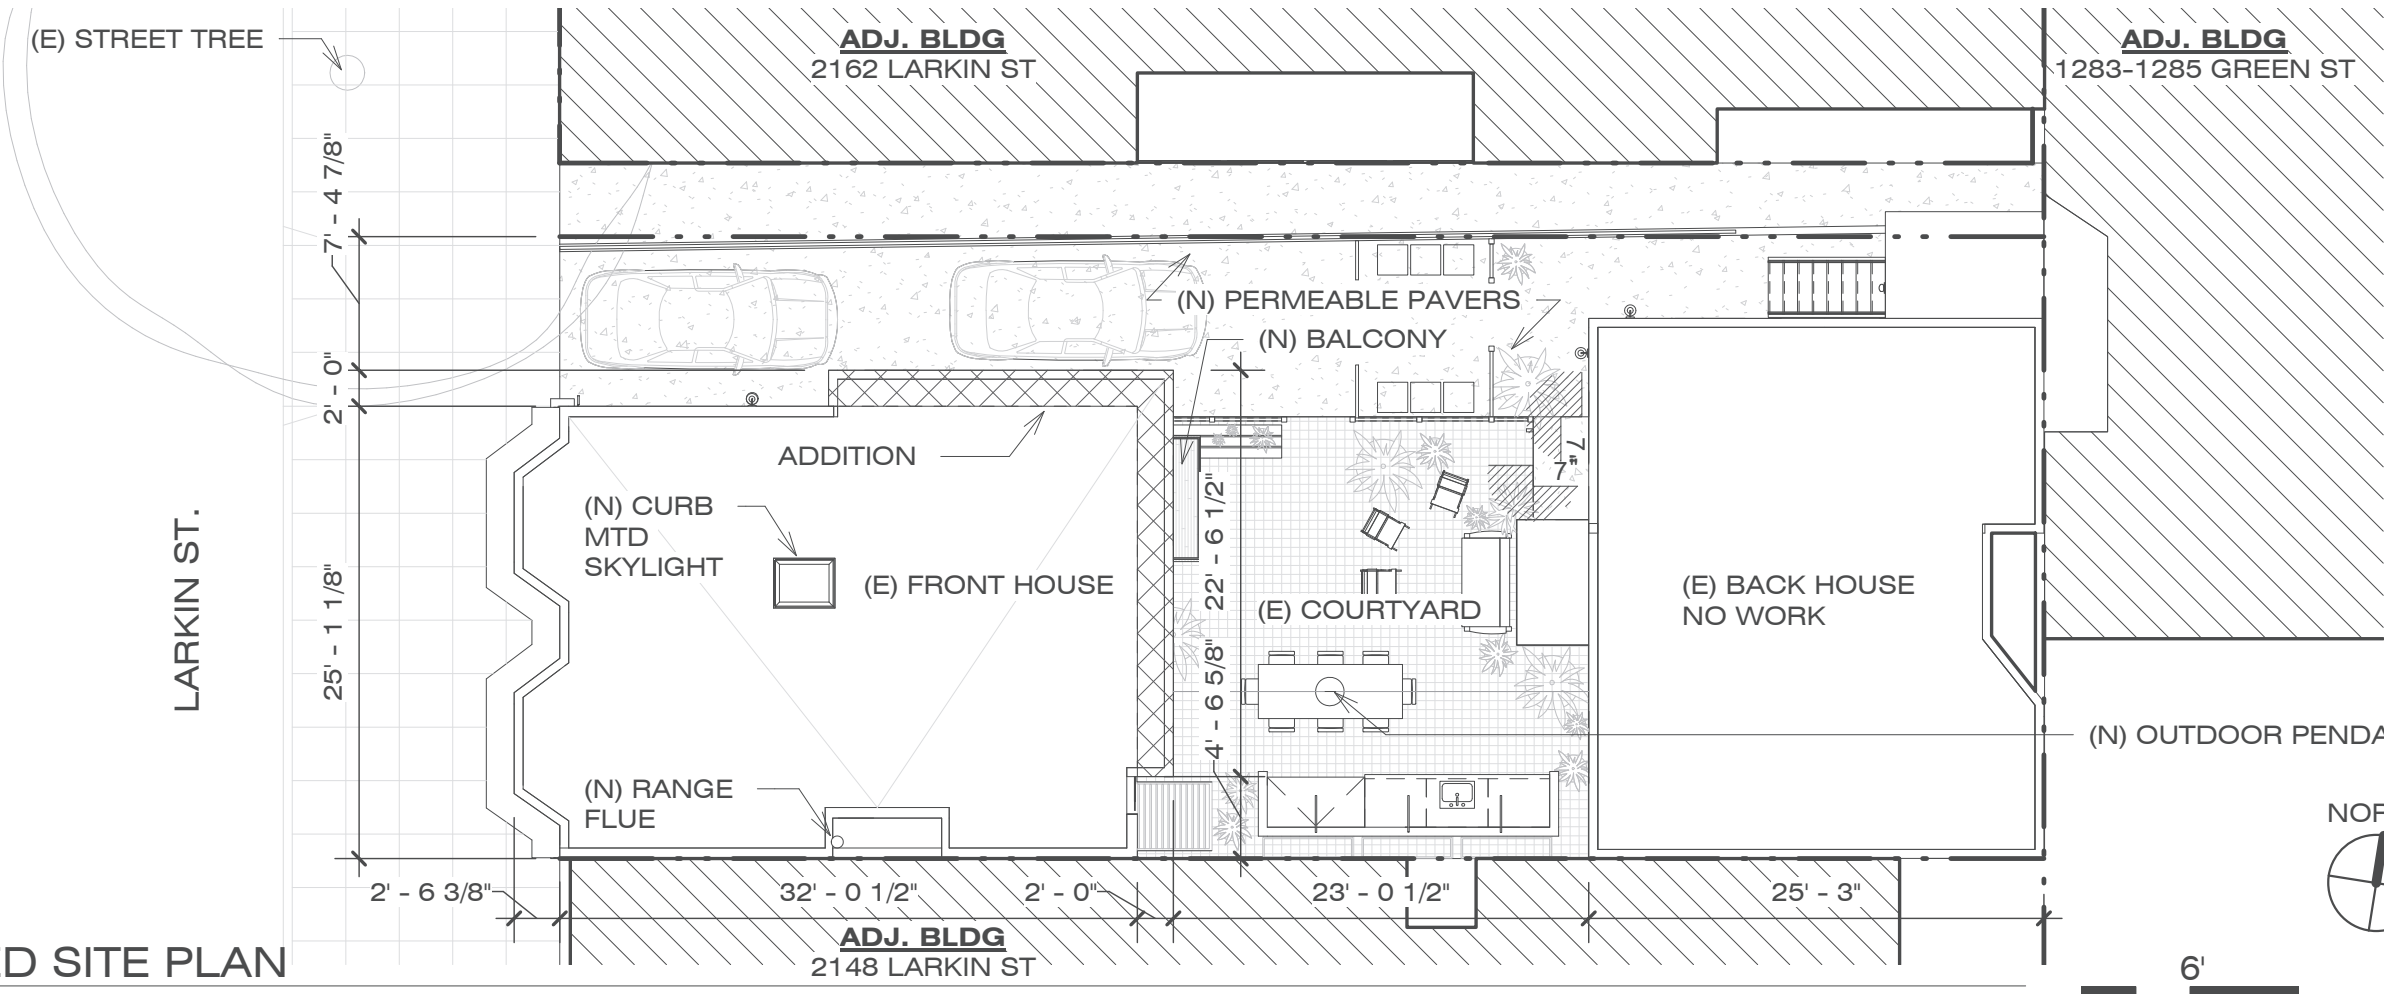 (E) STREET TREE
ADJ. BLDG
2162 LARKIN ST
ADJ. BLDG
1283-1285 GREEN ST
7' - 4 7/8"
(N) PERMEABLE PAVERS
(N) BALCONY
2' - 0"
ADDITION
7"
7"
(N) CURB
MTD
SKYLIGHT
22' - 6 1/2"
LARKIN ST.
25' - 1 1/8"
(E) FRONT HOUSE
(E) COURTYARD
(E) BACK HOUSE
NO WORK
4' - 6 5/8"
(N) OUTDOOR PENDA
(N) RANGE
FLUE
NOR
2' - 6 3/8"
32' - 0 1/2"
2' - 0"
23' - 0 1/2"
25' - 3"
ADJ. BLDG
2148 LARKIN ST
ED SITE PLAN
6'